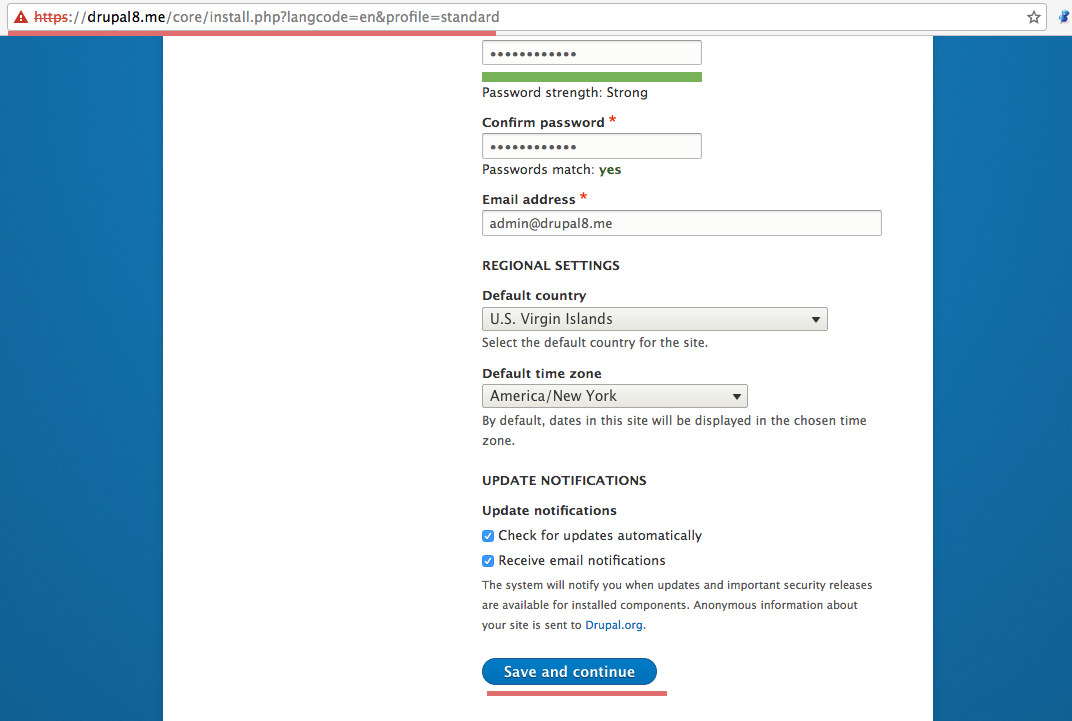 https://drupal8.me/core/install.php?langcode=en&profile=standard
••••••••••••
Password strength: Strong
Confirm password *
••••••••••••
Passwords match: yes
Email address *
admin@drupal8.me
REGIONAL SETTINGS
Default country
U.S. Virgin Islands
Select the default country for the site.
Default time zone
America/New York
By default, dates in this site will be displayed in the chosen time
zone.
UPDATE NOTIFICATIONS
Update notifications
Check for updates automatically
Receive email notifications
The system will notify you when updates and important security releases
are available for installed components. Anonymous information about
your site is sent to Drupal.org.
Save and continue